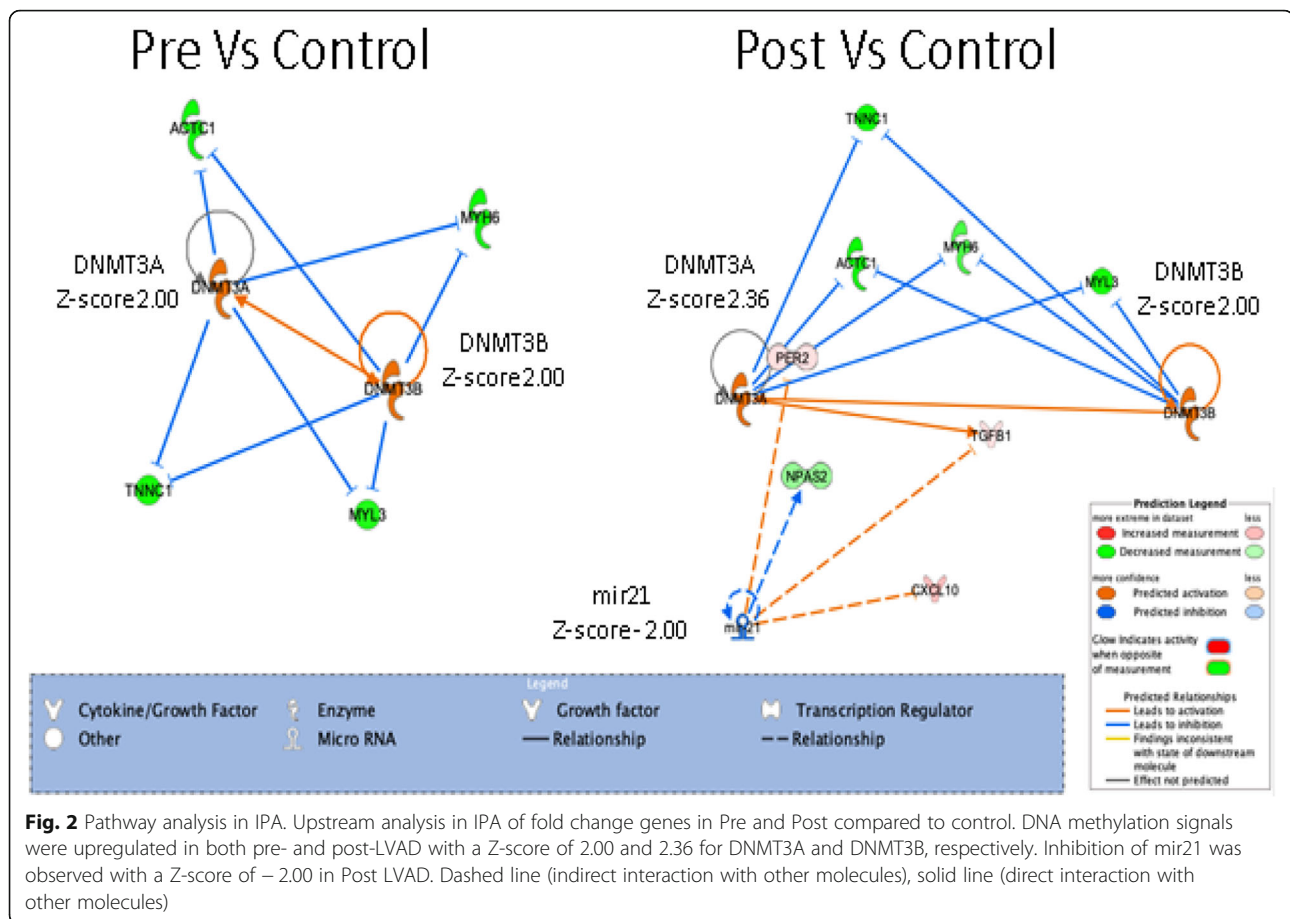 Pre Vs Control
Post Vs Control
ACTC1
MYH6
DNMT3A
Z-score2.00
DNMT3A
DNMT3B
Z-score2.00
DNMT3B
TNNC1
MYL3
TNNC1
MYH6
ACTC1
MYL3
DNMT3A
Z-score2.36
DNMT3B
Z-score2.00
PER2
DNMT3A
DNMT3B
TGFB1
NPAS2
CXCL10
mir21
Z-score-2.00
mir21
Prediction Legend
more extreme in dataset less
Increased measurement
Decreased measurement
more confidence less
Predicted activation
Predicted inhibition
Glow Indicates activity
when opposite
of measurement
Predicted Relationships
Leads to activation
Leads to inhibition
Findings inconsistent
with state of downstream
molecule
Effect not predicted
Legend
Cytokine/Growth Factor Enzyme Growth factor Transcription Regulator
Other Micro RNA Relationship Relationship
Fig. 2 Pathway analysis in IPA. Upstream analysis in IPA of fold change genes in Pre and Post compared to control. DNA methylation signals
were upregulated in both pre- and post-LVAD with a Z-score of 2.00 and 2.36 for DNMT3A and DNMT3B, respectively. Inhibition of mir21 was
observed with a Z-score of − 2.00 in Post LVAD. Dashed line (indirect interaction with other molecules), solid line (direct interaction with
other molecules)